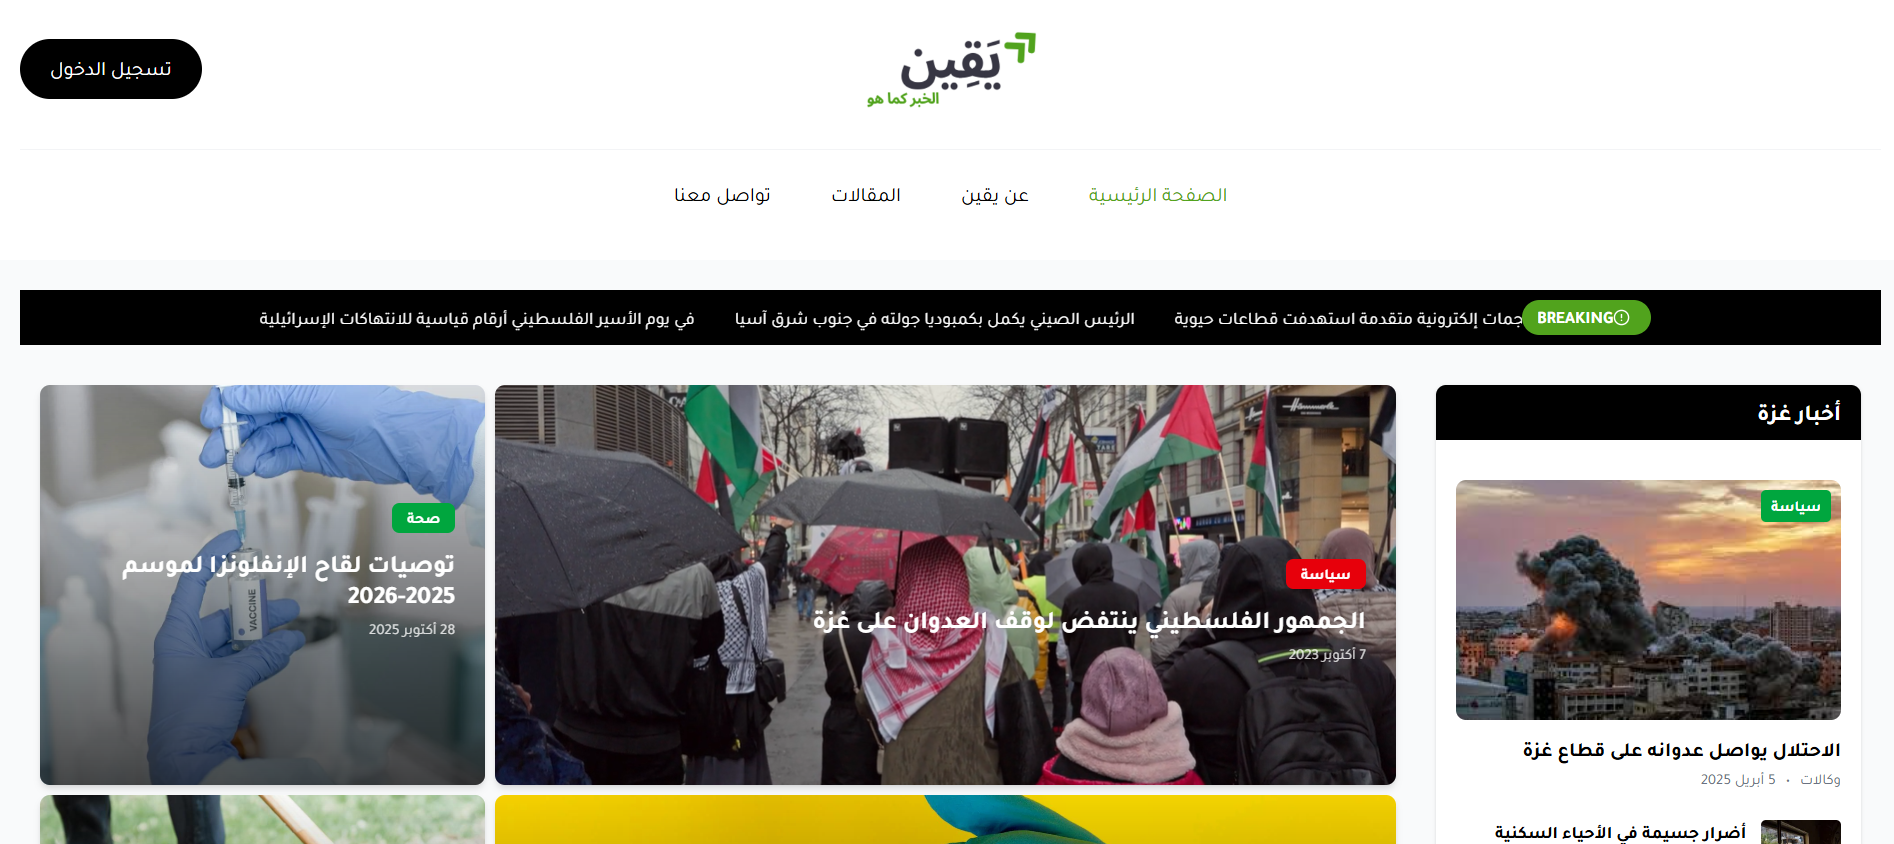 يَقِين
الخبر كما هو
تسجيل الدخول
الصفحة الرئيسية
عن يقين
المقالات
تواصل معنا
BREAKING
جمات إلكترونية متقدمة استهدفت قطاعات حيوية
الرئيس الصيني يكمل بكمبوديا جولته في جنوب شرق آسيا
في يوم الأسير الفلسطيني أرقام قياسية للانتهاكات الإسرائيلية
أخبار غزة
سياسة
الاحتلال يواصل عدوانه على قطاع غزة
وكالات • 5 أبريل 2025
أضرار جسيمة في الأحياء السكنية
سياسة
الجمهور الفلسطيني ينتفض لوقف العدوان على غزة
7 أكتوبر 2023
صحة
توصيات لقاح الإنفلونزا لموسم
2025-2026
28 أكتوبر 2025
VACCINE